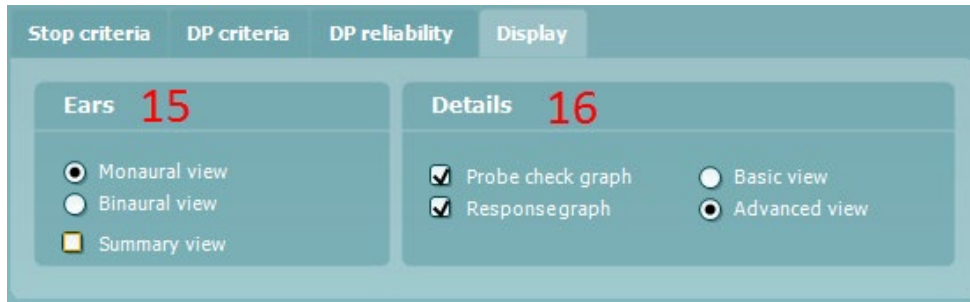 Stop criteria DP criteria DP reliability Display
Ears 15
Monaural view
Binaural view
Summary view
Details 16
Probe check graph Basic view
Responsegraph Advanced view